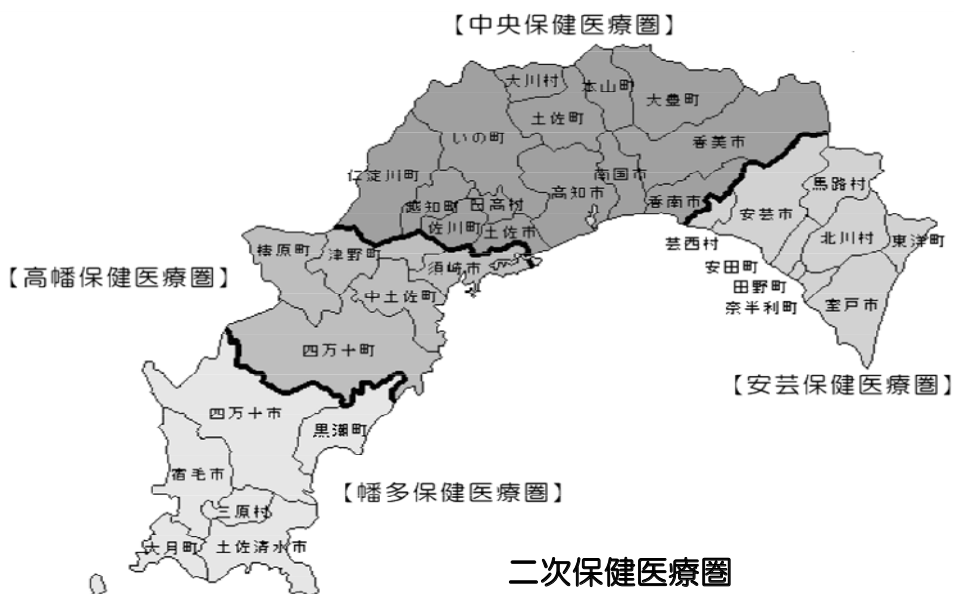 【中央保健医療圏】
大川村
本山町
大豊町
土佐町
いの町
香美市
仁淀川町
南国市
高知市
馬路村
越知町
日高村
香南市
安芸市
佐川町
土佐市
芸西村
北川村
東洋町
梼原町
津野町
【高幡保健医療圏】
須崎市
安田町
中土佐町
田野町
奈半利町
室戸市
四万十町
【安芸保健医療圏】
四万十市
黒潮町
宿毛市
【幡多保健医療圏】
三原村
大月町
土佐清水市
二次保健医療圏